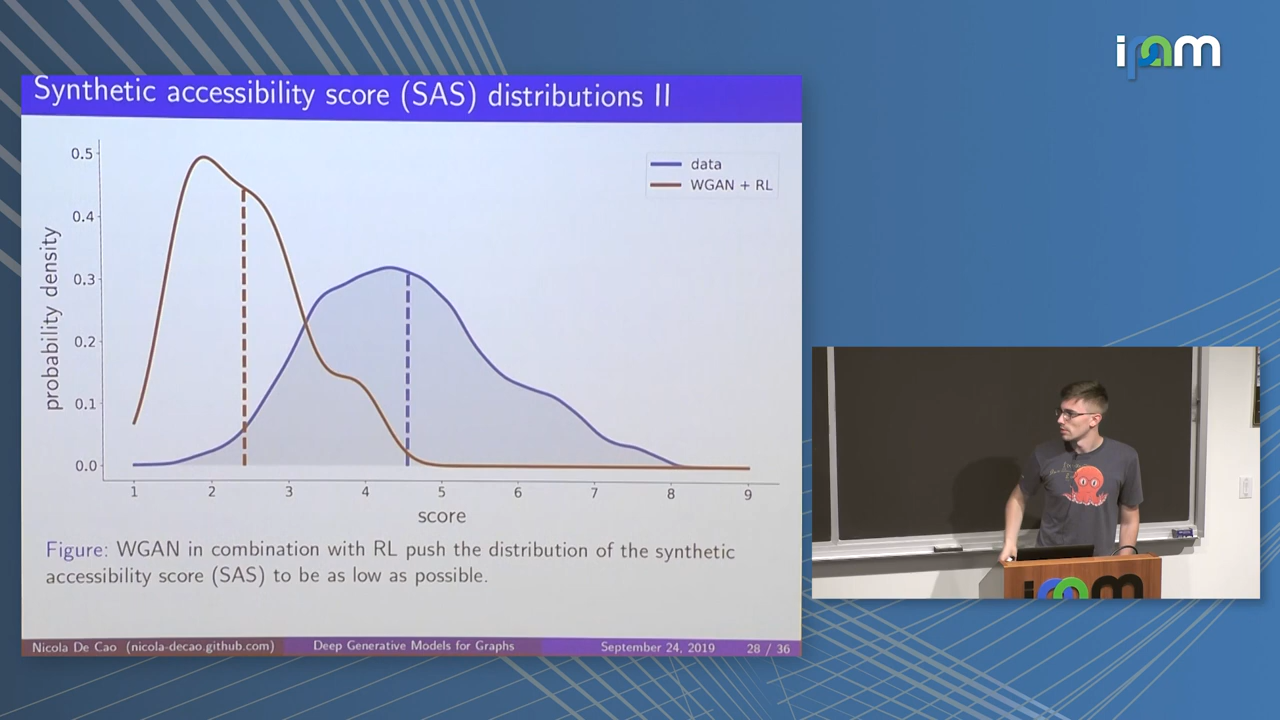 ipam
Synthetic accessibility score (SAS) distributions II
0.5
0.4
0.3
0.2
0.1
0.0
probability density
data
WGAN + RL
1 2 3 4 5 6 7 8 9
score
Figure: WGAN in combination with RL push the distribution of the synthetic
accessibility score (SAS) to be as low as possible.
Nicola De Cao (nicola-decao.github.com) Deep Generative Models for Graphs September 24, 2019 28 / 36
ipam